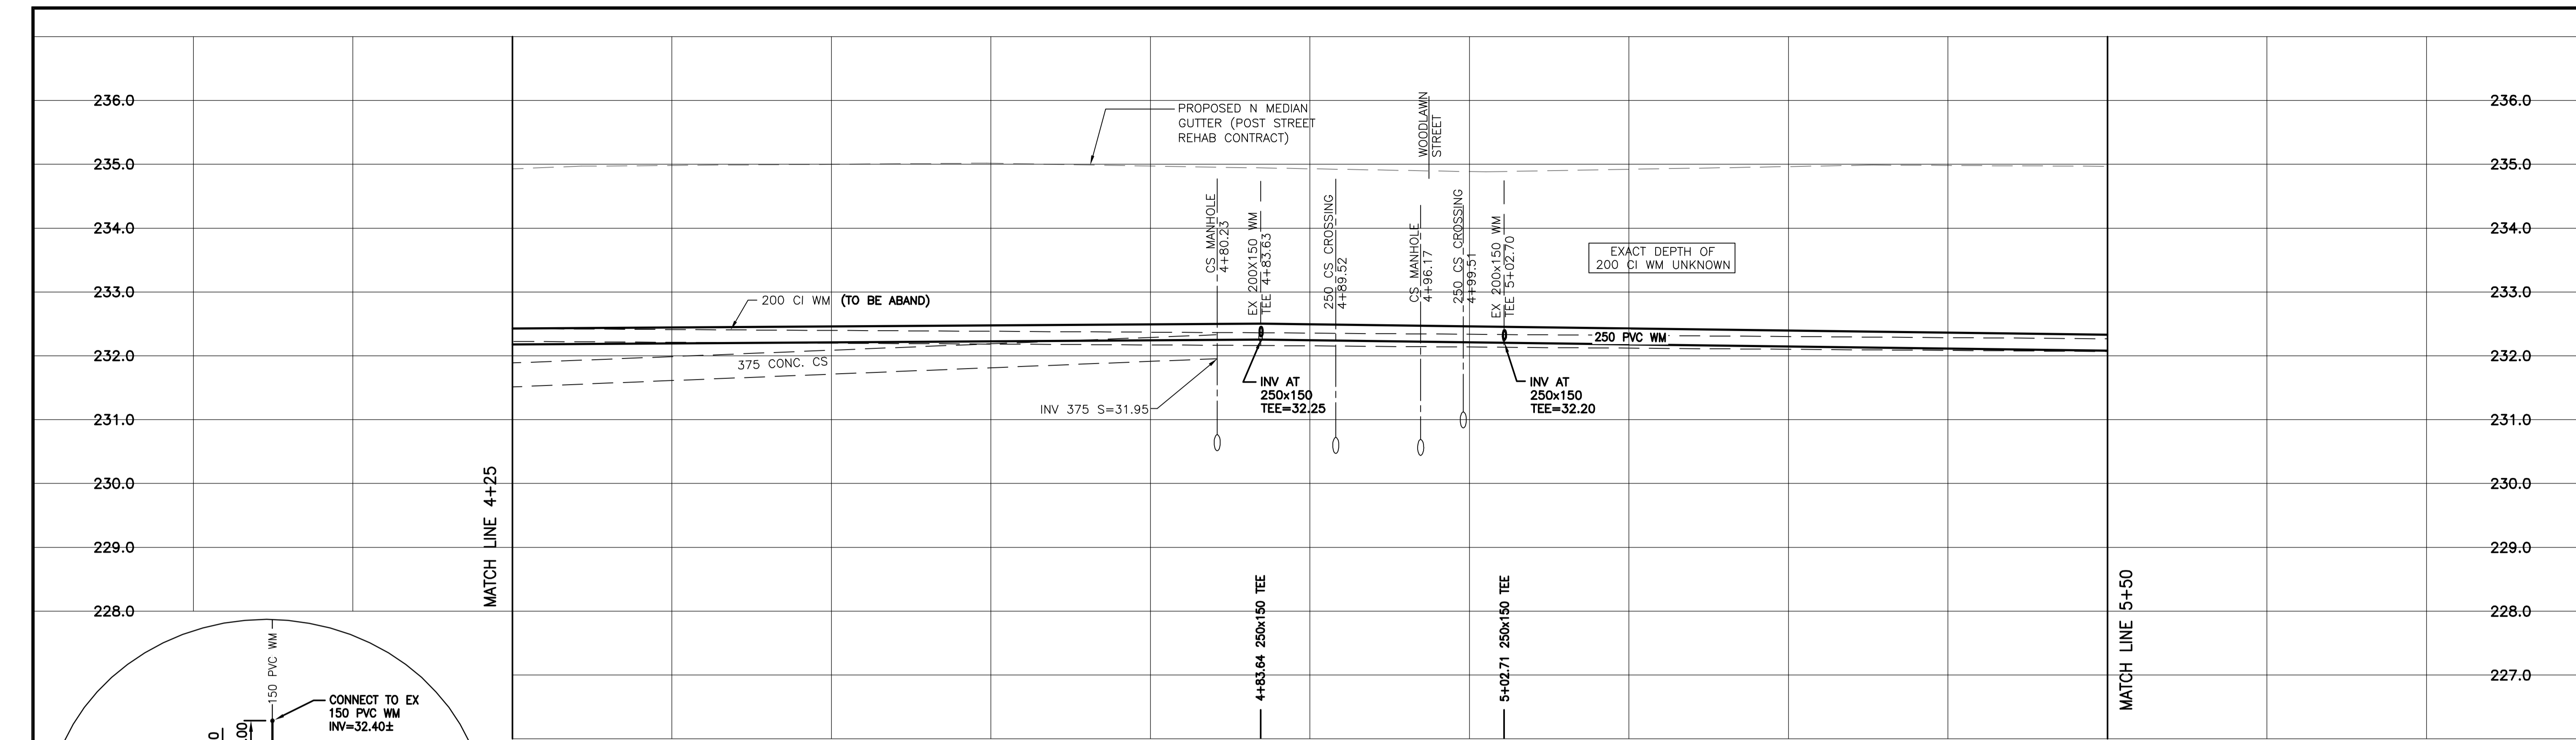 236.0
235.0
234.0
233.0
232.0
231.0
230.0
229.0
228.0
MATCH LINE 4+25
PROPOSED N MEDIAN
GUTTER (POST STREET
REHAB CONTRACT)
WOODLAWN
STREET
CS MANHOLE
4+80.23
EX 200X150 WM
TEE 4+83.63
250 CS CROSSING
4+89.52
CS MANHOLE
4+96.17
250 CS CROSSING
4+99.51
EX 200x150 WM
TEE 5+02.70
EXACT DEPTH OF
200 CI WM UNKNOWN
200 CI WM (TO BE ABAND)
250 PVC WM
375 CONC. CS
INV 375 S=31.95
INV AT
250x150
TEE=32.25
INV AT
250x150
TEE=32.20
4+83.64 250x150 TEE
5+02.71 250x150 TEE
MATCH LINE 5+50
236.0
235.0
234.0
233.0
232.0
231.0
230.0
229.0
228.0
227.0
150 PVC WM
CONNECT TO EX
150 PVC WM
INV=32.40±
.00
0